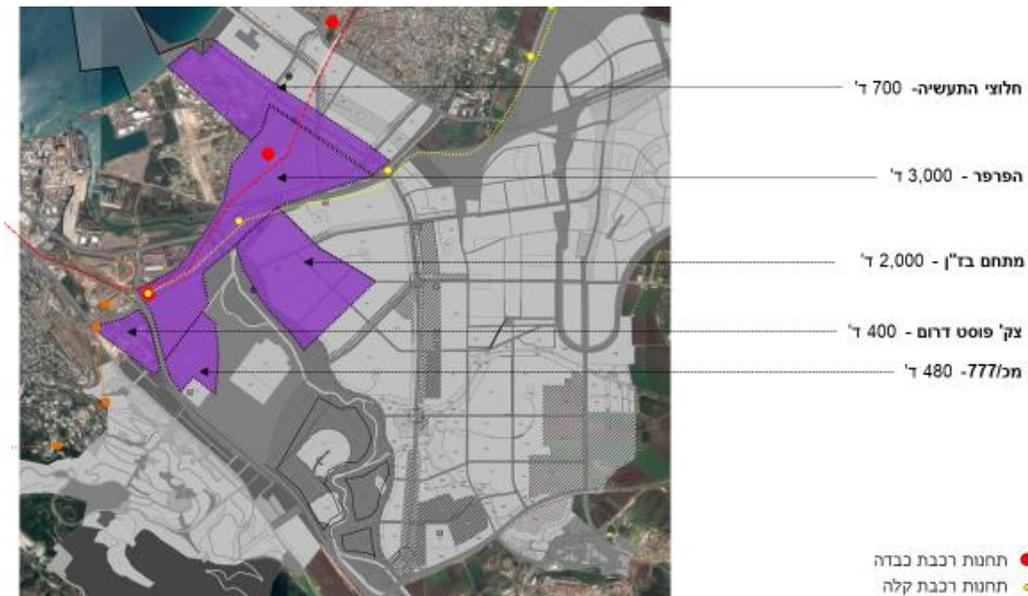 חלוצי התעשיה- 700 ד'
הפרפר - 3,000 ד'
מתחם בז"ן - 2,000 ד'
צק' פוסט דרום - 400 ד'
מכ/777- 480 ד'
תחנות רכבת כבדה
תחנות רכבת קלה